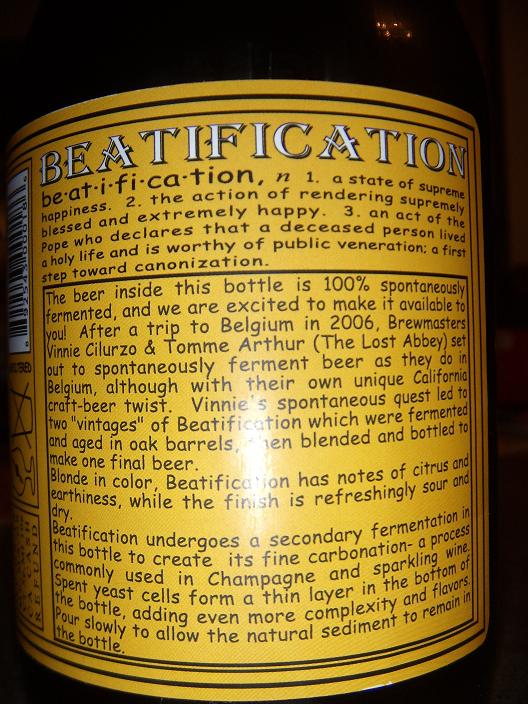 BEATIFICATION
be·at·i·fi·ca·tion, n 1. a state of supreme
happiness. 2. the action of rendering supremely
blessed and extremely happy. 3. an act of the
Pope who declares that a deceased person lived
a holy life and is worthy of public veneration; a first
step toward canonization.
The beer inside this bottle is 100% spontaneously
fermented, and we are excited to make it available to
you! After a trip to Belgium in 2006, Brewmasters
Vinnie Cilurzo & Tomme Arthur (The Lost Abbey) set
out to spontaneously ferment beer as they do in
Belgium, although with their own unique California
craft-beer twist. Vinnie's spontaneous quest led to
two "vintages" of Beatification which were fermented
and aged in oak barrels, then blended and bottled to
make one final beer.
Blonde in color, Beatification has notes of citrus and
earthiness, while the finish is refreshingly sour and
dry.
Beatification undergoes a secondary fermentation in
this bottle to create its fine carbonation- a process
commonly used in Champagne and sparkling wine.
Spent yeast cells form a thin layer in the bottom of
the bottle, adding even more complexity and flavors.
Pour slowly to allow the natural sediment to remain in
the bottle.
REFUND